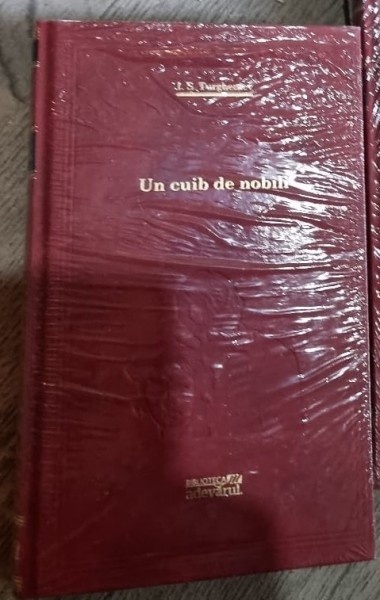 I. S. Turgheniev
Un cuib de nobili
BIBLIOTECA
adevărul.